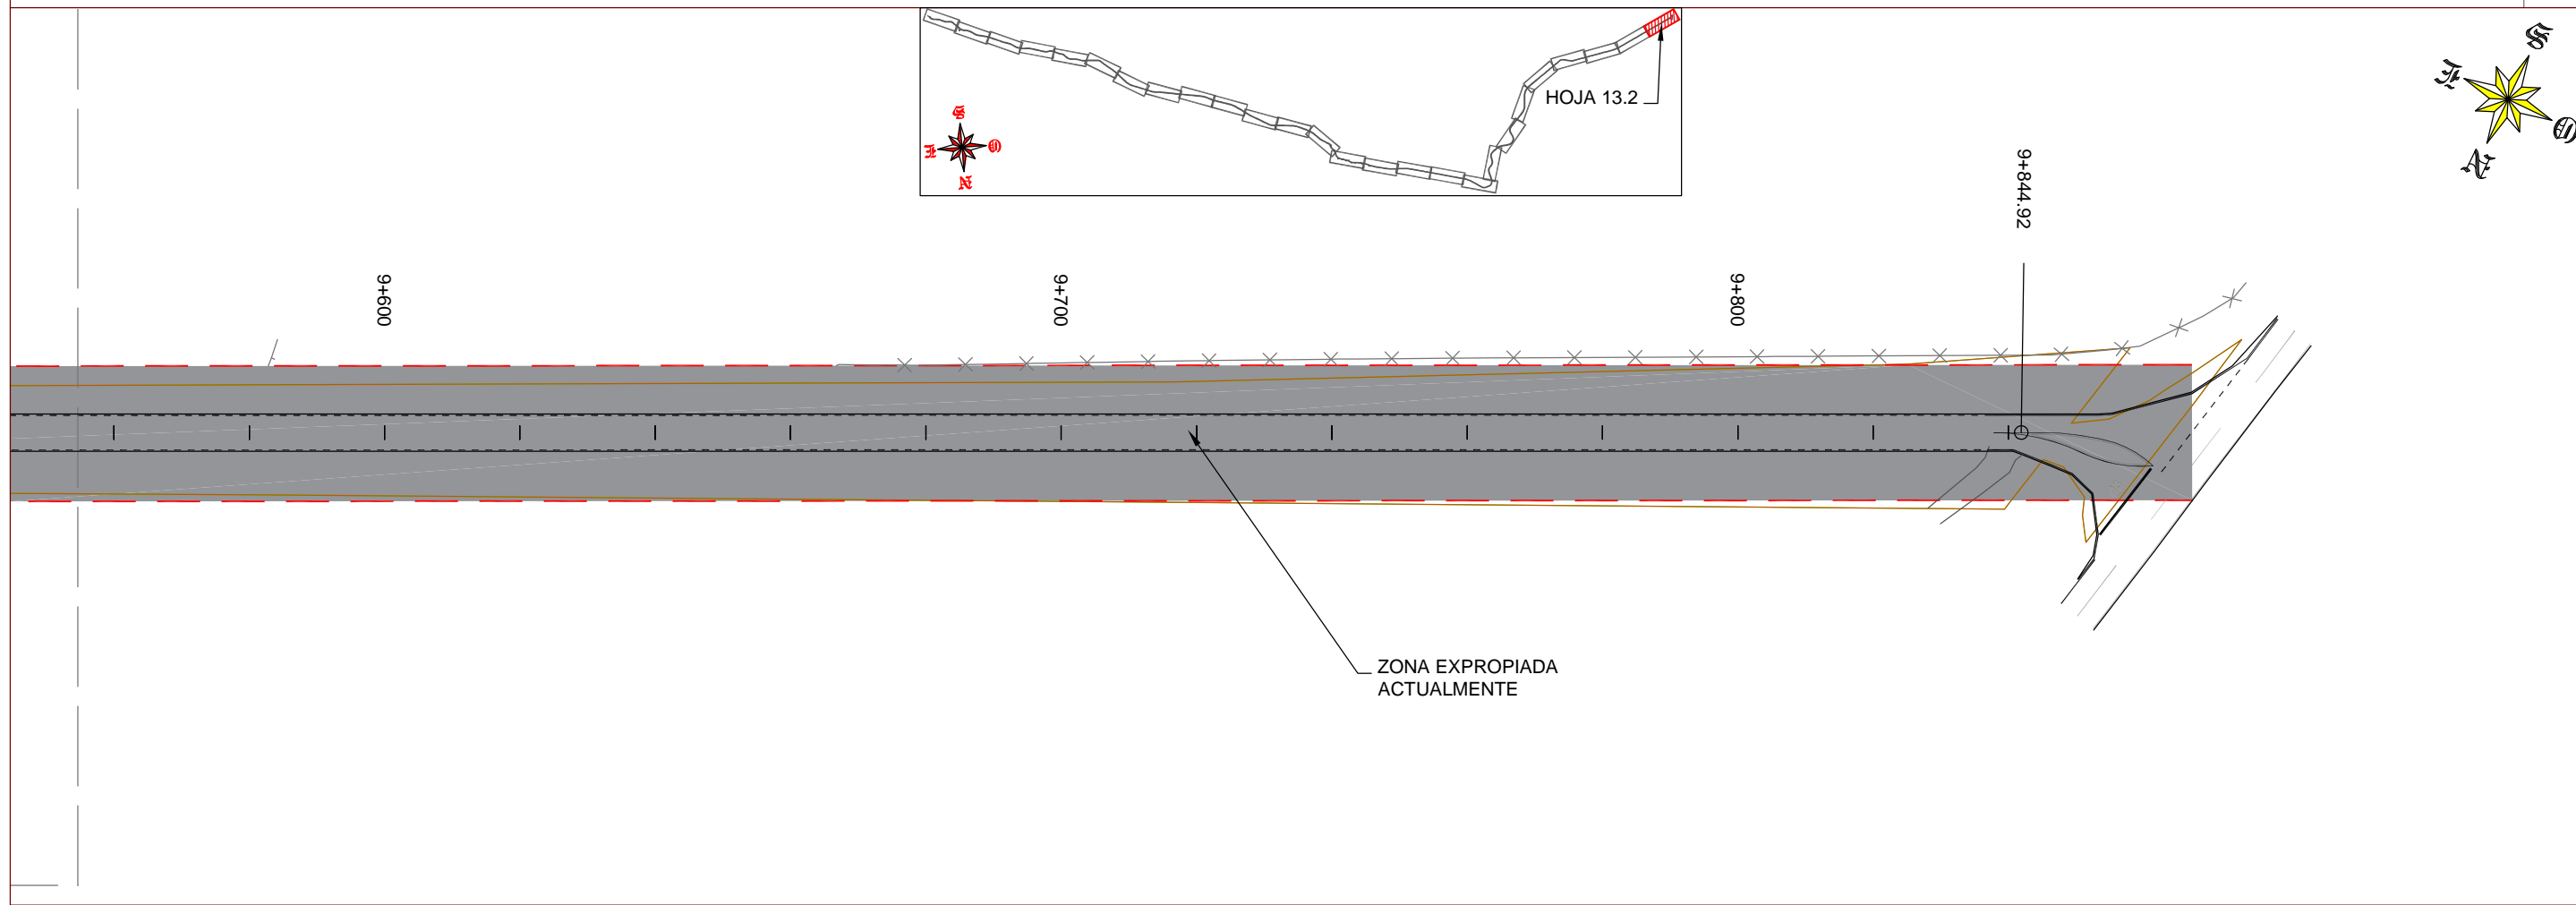 HOJA 13.2
S
E
O
N
S
E
O
N
9+600
9+700
9+800
9+844.92
ZONA EXPROPIADA
ACTUALMENTE